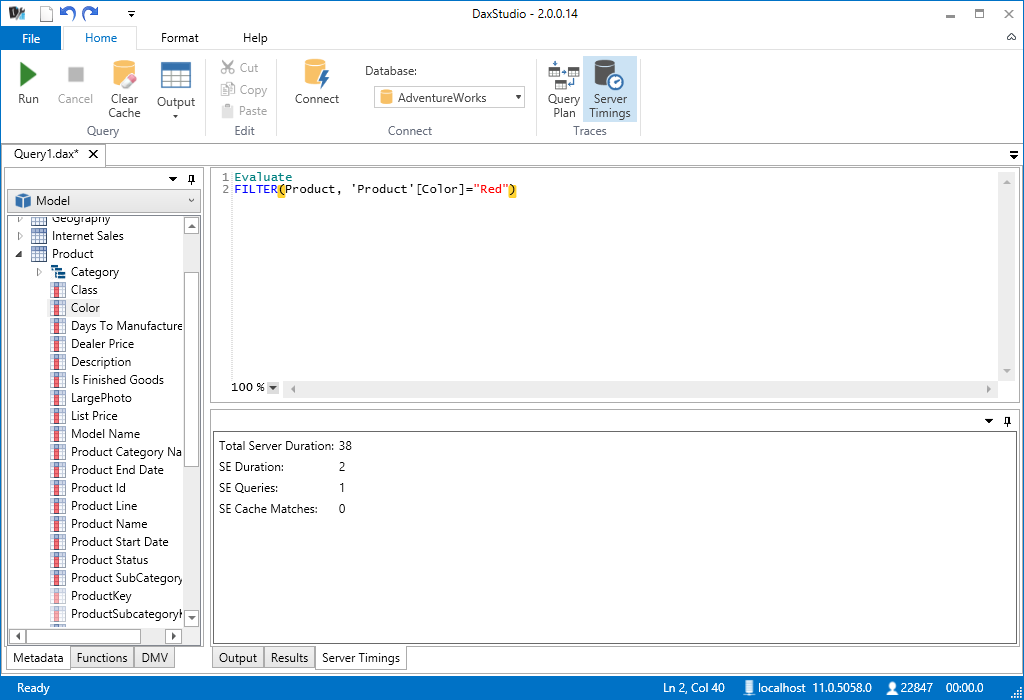 DaxStudio - 2.0.0.14
File
Home
Format
Help
Run
Cancel
Clear
Cache
Output
Query
Cut
Copy
Paste
Edit
Connect
Database:
AdventureWorks
Connect
Query
Plan
Server
Timings
Traces
Query1.dax*
Model
Geography
Internet Sales
Product
Category
Class
Color
Days To Manufacture
Dealer Price
Description
Is Finished Goods
LargePhoto
List Price
Model Name
Product Category Na
Product End Date
Product Id
Product Line
Product Name
Product Start Date
Product Status
Product SubCategory
ProductKey
ProductSubcategory
Metadata
Functions
DMV
1 Evaluate
2 FILTER(Product, 'Product'[Color]="Red")
100 %
Total Server Duration: 38
SE Duration: 2
SE Queries: 1
SE Cache Matches: 0
Output
Results
Server Timings
Ready
Ln 2, Col 40
localhost 11.0.5058.0
22847
00:00.0